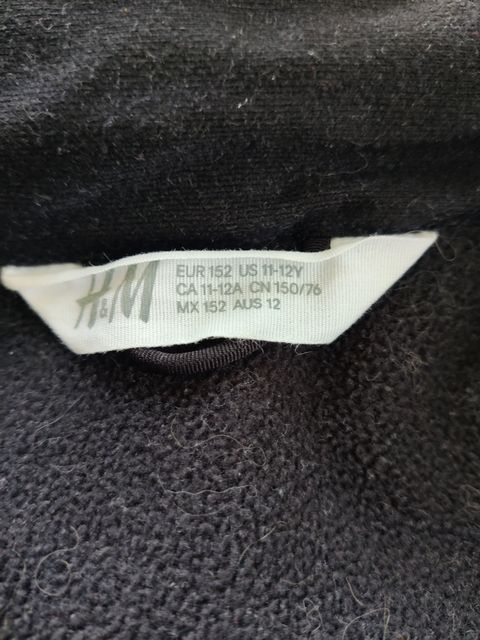 H&M
EUR 152 US 11-12Y
CA 11-12A CN 150/76
MX 152 AUS 12